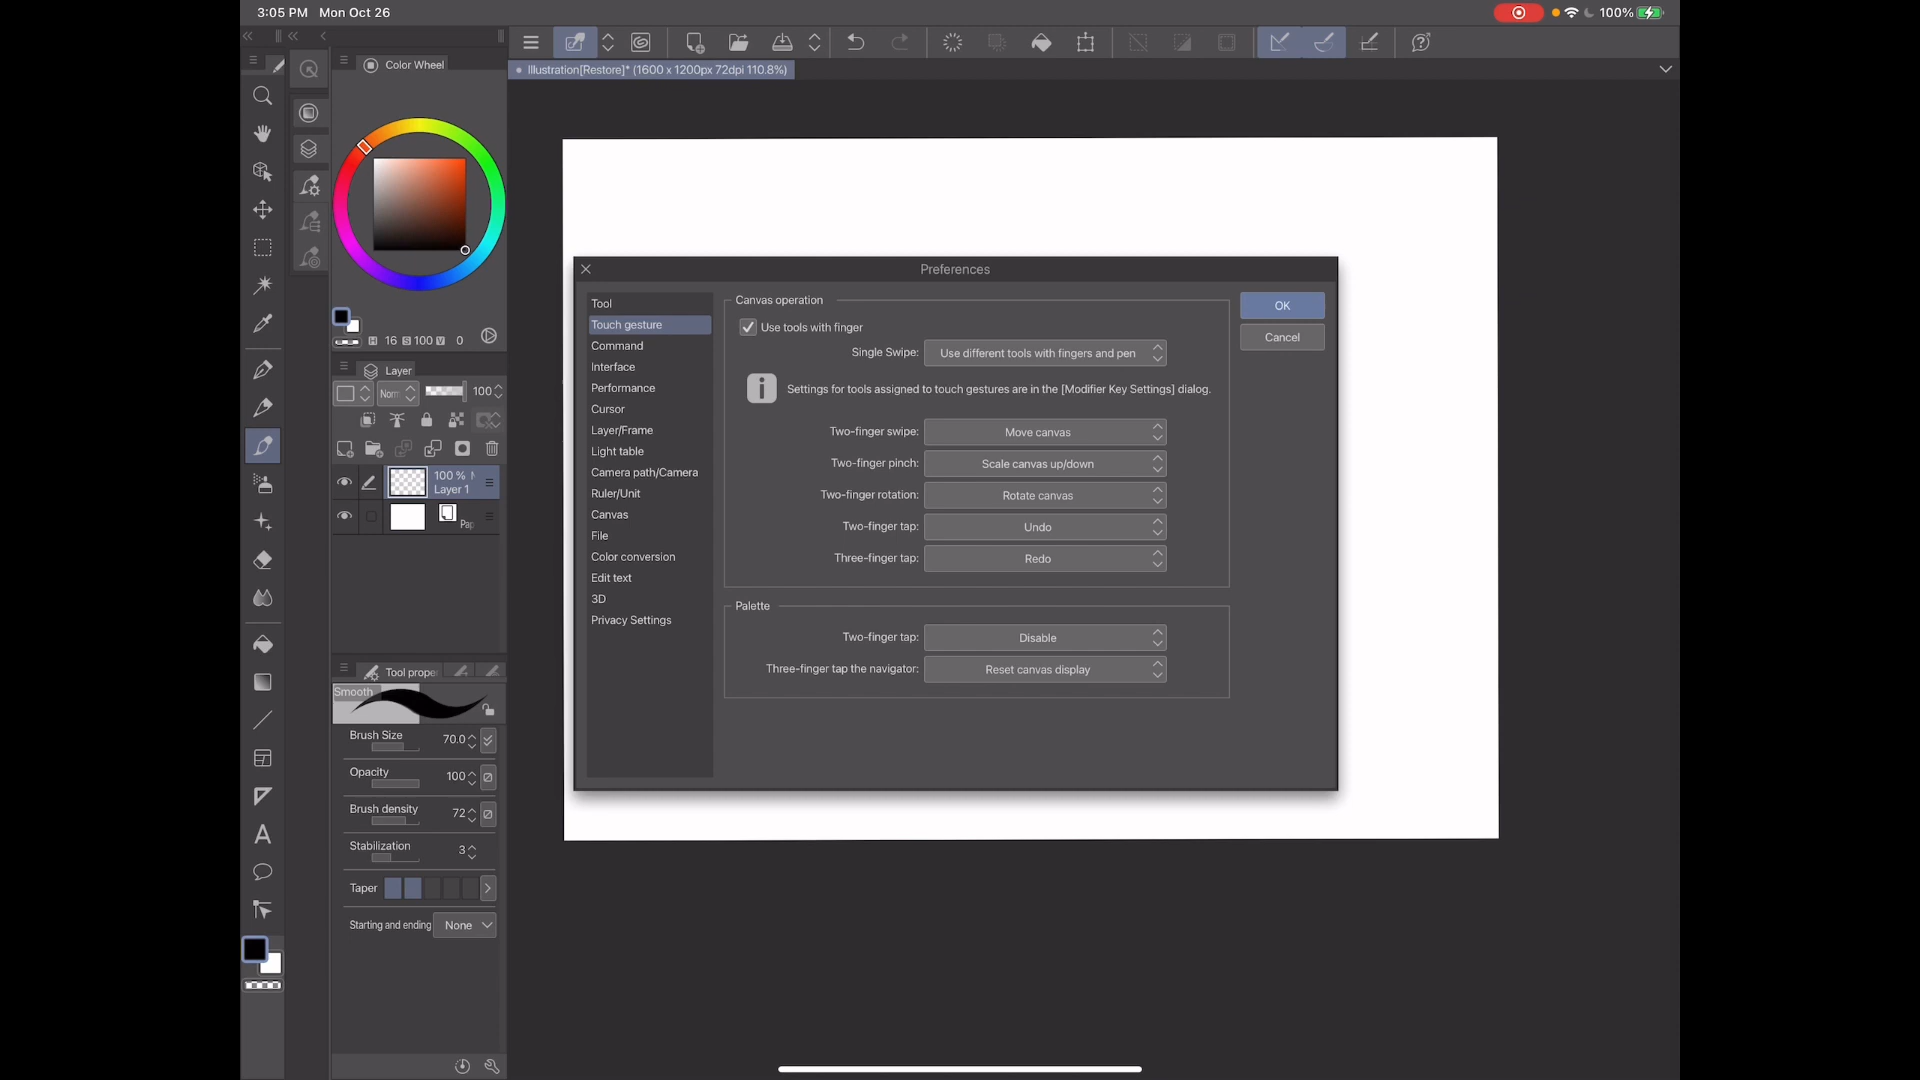 3:05 PM Mon Oct 26
100%
Color Wheel
Illustration[Restore]* (1600 x 1200px 72dpi 110.8%)
H 16 S 100 V 0
Layer
Norm 100
100 %
Layer 1
Pap
Tool prope
Smooth
Brush Size 70.0
Opacity 100
Brush density 72
Stabilization 3
Taper
Starting and ending None
Preferences
Tool
Touch gesture
Command
Interface
Performance
Cursor
Layer/Frame
Light table
Camera path/Camera
Ruler/Unit
Canvas
File
Color conversion
Edit text
3D
Privacy Settings
Canvas operation
Use tools with finger
Single Swipe: Use different tools with fingers and pen
Settings for tools assigned to touch gestures are in the [Modifier Key Settings] dialog.
Two-finger swipe: Move canvas
Two-finger pinch: Scale canvas up/down
Two-finger rotation: Rotate canvas
Two-finger tap: Undo
Three-finger tap: Redo
Palette
Two-finger tap: Disable
Three-finger tap the navigator: Reset canvas display
OK
Cancel